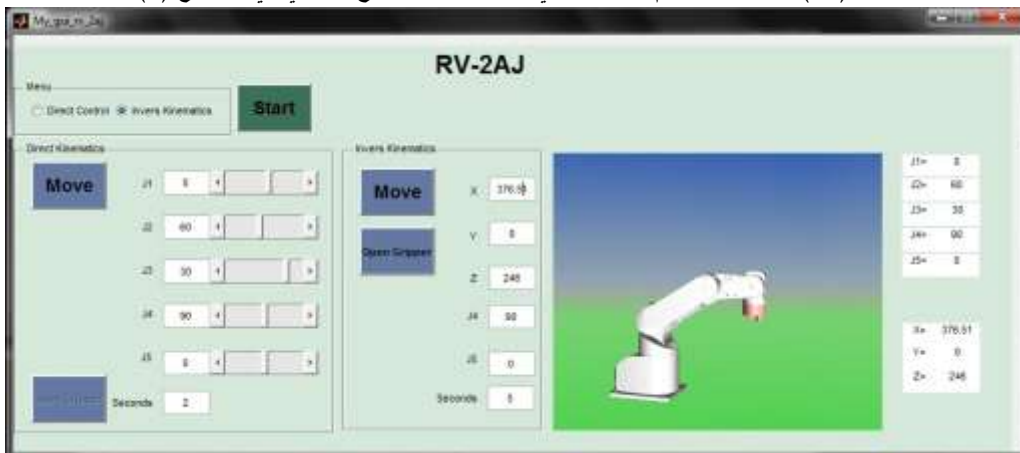 My_gui_rv_2aj
RV-2AJ
Menu
Direct Control Invers Kinematics
Start
Direct Kinematics
Move
J1 0
J2 60
J3 30
J4 90
J5 0
Seconds 2
Invers Kinematics
Move
Open Gripper
X 376.5
Y 0
Z 246
J4 90
J5 0
Seconds 5
J1= 0
J2= 60
J3= 30
J4= 90
J5= 0
X= 376.51
Y= 0
Z= 246